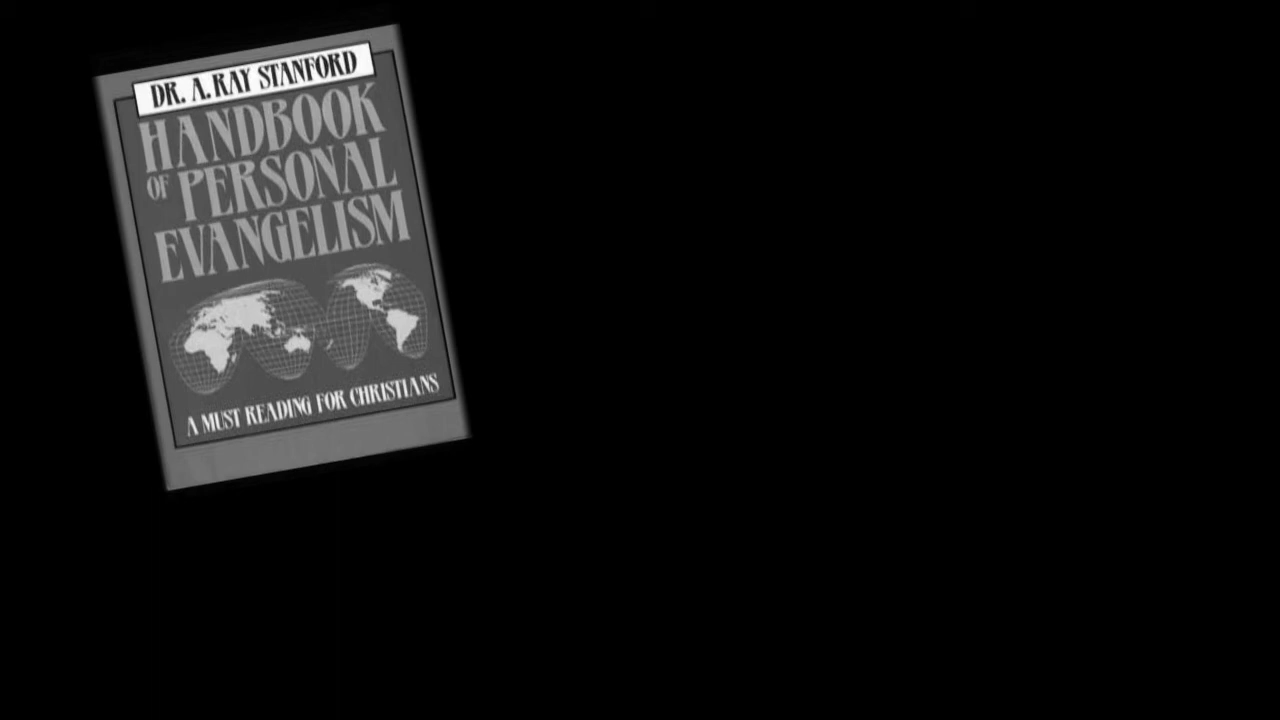 DR. A. RAY STANFORD
HANDBOOK
OF PERSONAL
EVANGELISM
A MUST READING FOR CHRISTIANS